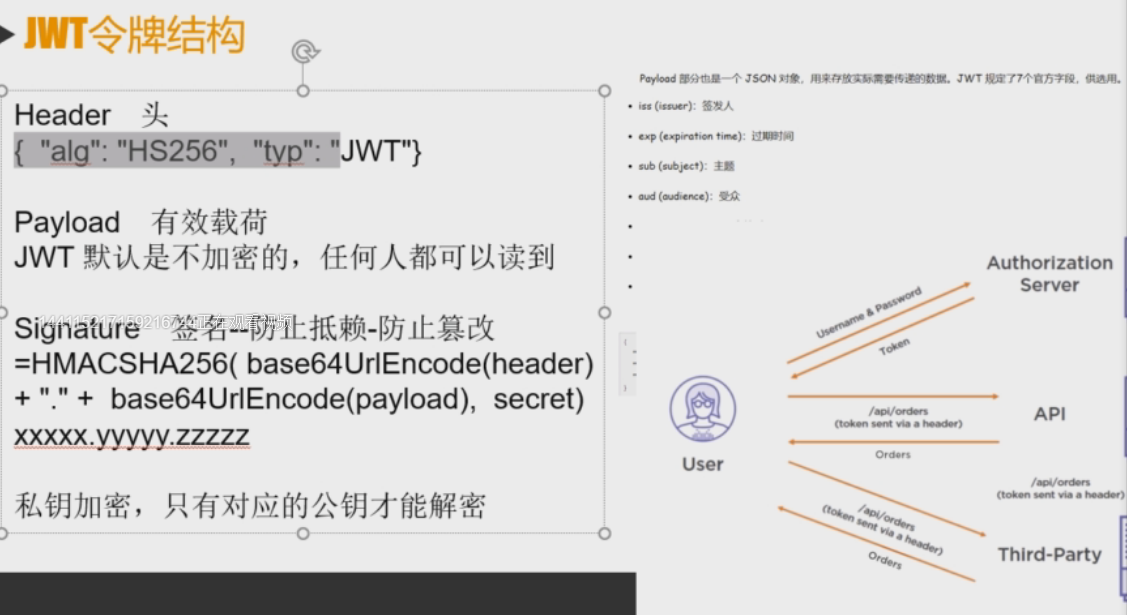 JWT令牌结构
Header 头
{ "alg": "HS256", "typ": "JWT"}
Payload 有效载荷
JWT 默认是不加密的，任何人都可以读到
Signature 签名--防止抵赖-防止篡改
正在观看视频
=HMACSHA256( base64UrlEncode(header)
+ "." + base64UrlEncode(payload), secret)
xxxxx.yyyyy.zzzzz
私钥加密，只有对应的公钥才能解密
Payload 部分也是一个 JSON 对象，用来存放实际需要传递的数据。JWT 规定了7个官方字段，供选用。
• iss (issuer)：签发人
• exp (expiration time)：过期时间
• sub (subject)：主题
• aud (audience)：受众
Authorization
Server
Username & Password
Token
User
/api/orders
(token sent via a header)
API
Orders
/api/orders
(token sent via a header)
/api/orders
(token sent via a header)
Third-Party
Orders